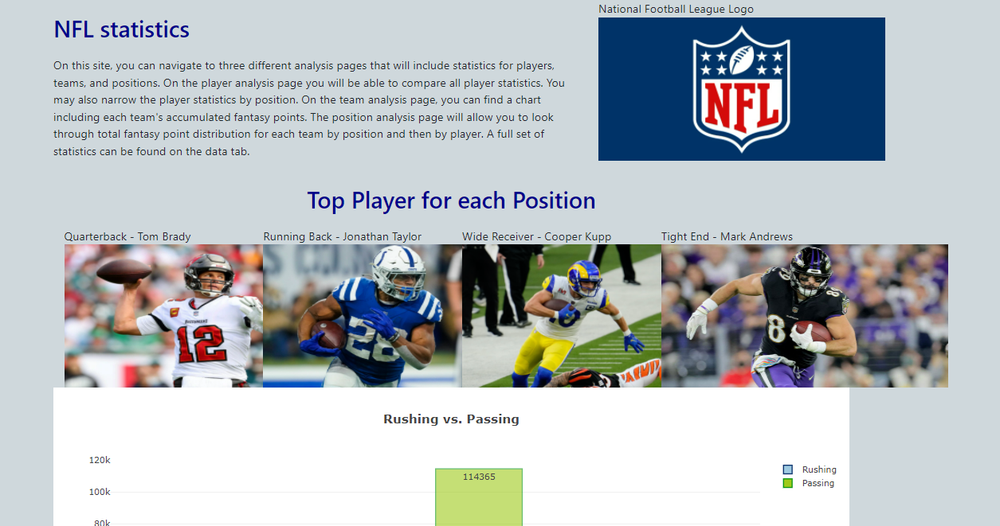 National Football League Logo
NFL statistics
NFL
On this site, you can navigate to three different analysis pages that will include statistics for players,
teams, and positions. On the player analysis page you will be able to compare all player statistics. You
may also narrow the player statistics by position. On the team analysis page, you can find a chart
including each team's accumulated fantasy points. The position analysis page will allow you to look
through total fantasy point distribution for each team by position and then by player. A full set of
statistics can be found on the data tab.
Top Player for each Position
Quarterback - Tom Brady
Running Back - Jonathan Taylor
Wide Receiver - Cooper Kupp
Tight End - Mark Andrews
BUCCANEERS
12
28
8
Rushing vs. Passing
120k
114365
Rushing
Passing
100k
80k